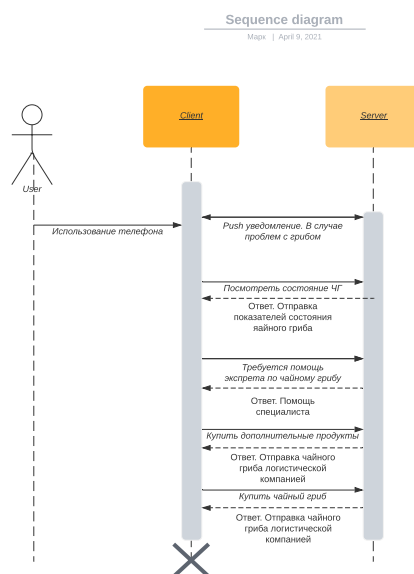 Sequence diagram
Марк | April 9, 2021
Client
Server
User
Использование телефона
Push уведомление. В случае
проблем с грибом
Посмотреть состояние ЧГ
Ответ. Отправка
показателей состояния
яайного гриба
Требуется помощь
экспрета по чайному грибу
Ответ. Помощь
специалиста
Купить дополнительные продукты
Ответ. Отправка чайного
гриба логистической
компанией
Купить чайный гриб
Ответ. Отправка чайного
гриба логистической
компанией